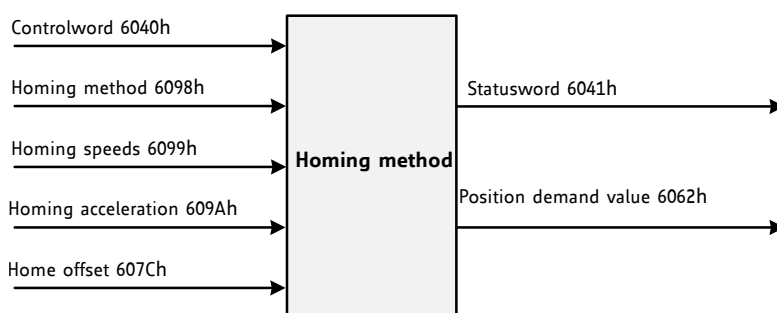 Controlword 6040h
Homing method 6098h
Homing speeds 6099h
Homing acceleration 609Ah
Home offset 607Ch
Homing method
Statusword 6041h
Position demand value 6062h